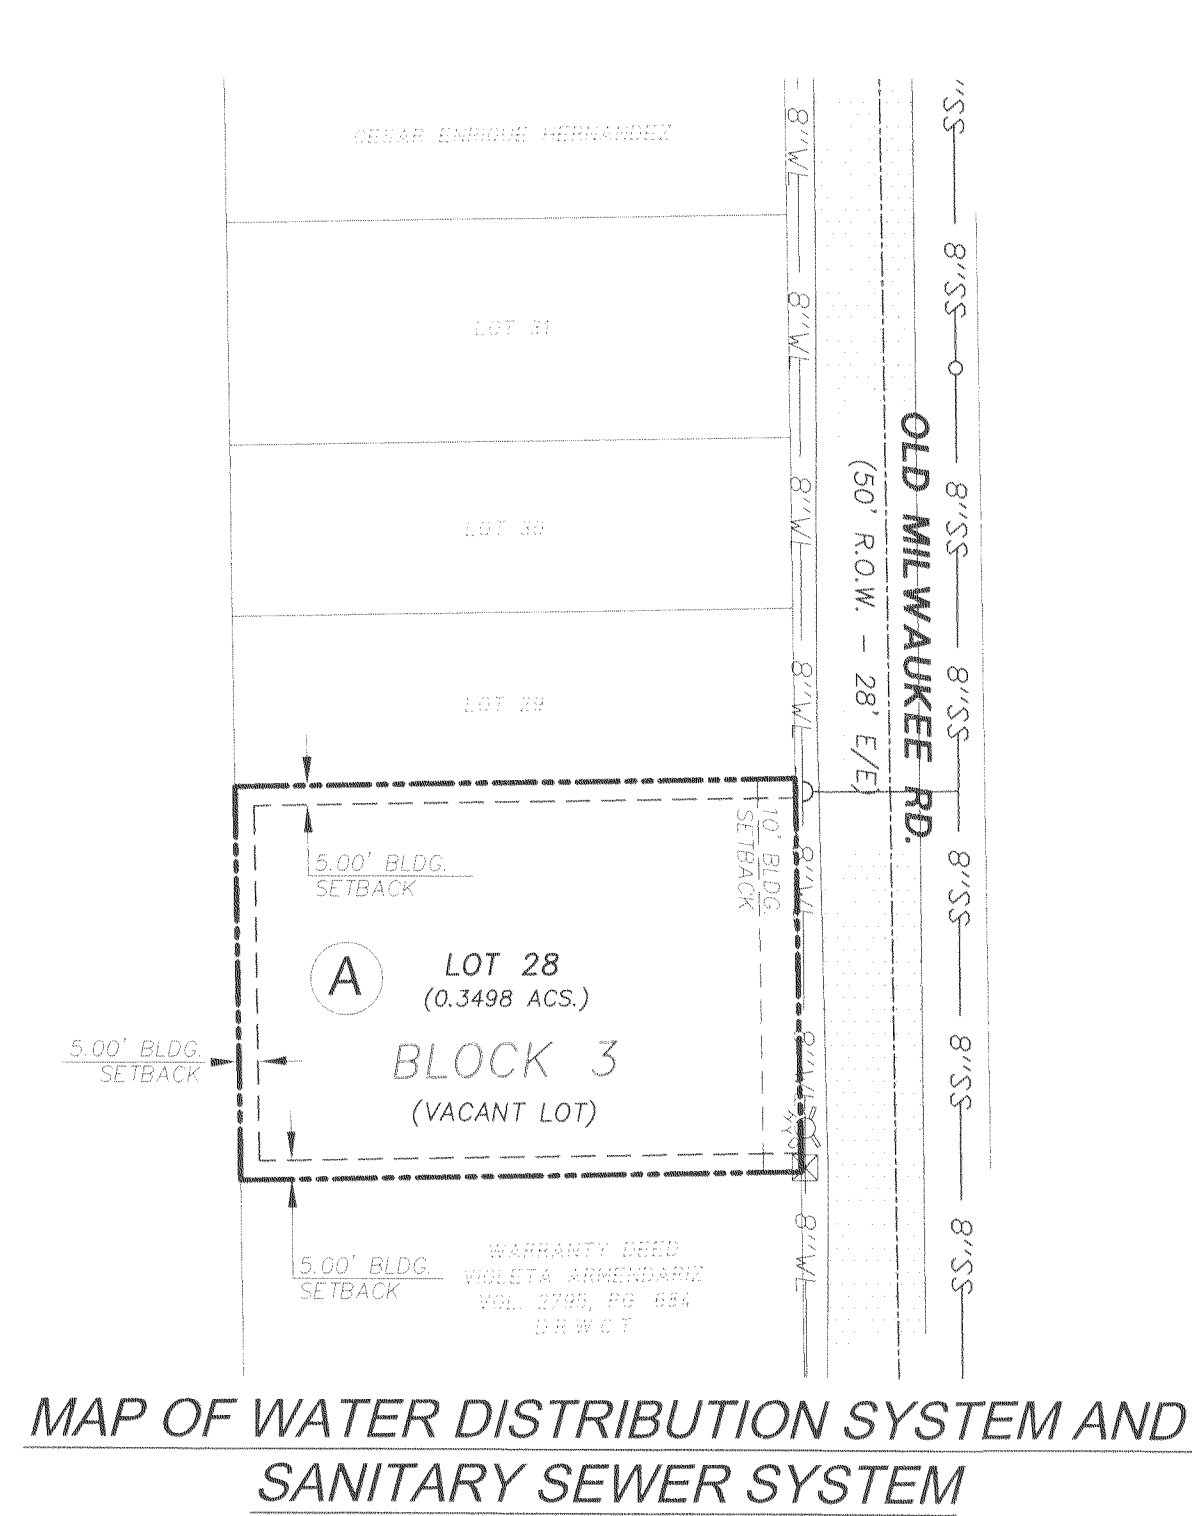 CESAR ENRIQUE HERNANDEZ
LOT 31
LOT 30
LOT 29
5.00' BLDG.
SETBACK
10' BLDG.
SETBACK
A
LOT 28
(0.3498 ACS.)
BLOCK 3
(VACANT LOT)
5.00' BLDG.
SETBACK
5.00' BLDG.
SETBACK
WARRANTY DEED
VIOLETA ARMENDARIZ
VOL. 2795, PG 684
D R W C T
8"WL
8"WL
8"WL
8"WL
8"WL
8"WL
8"WL
OLD MILWAUKEE RD.
(50' R.O.W. - 28' E/E)
"SS
8"SS
8"SS
8"SS
8"SS
8"SS
8"SS
MAP OF WATER DISTRIBUTION SYSTEM AND
SANITARY SEWER SYSTEM